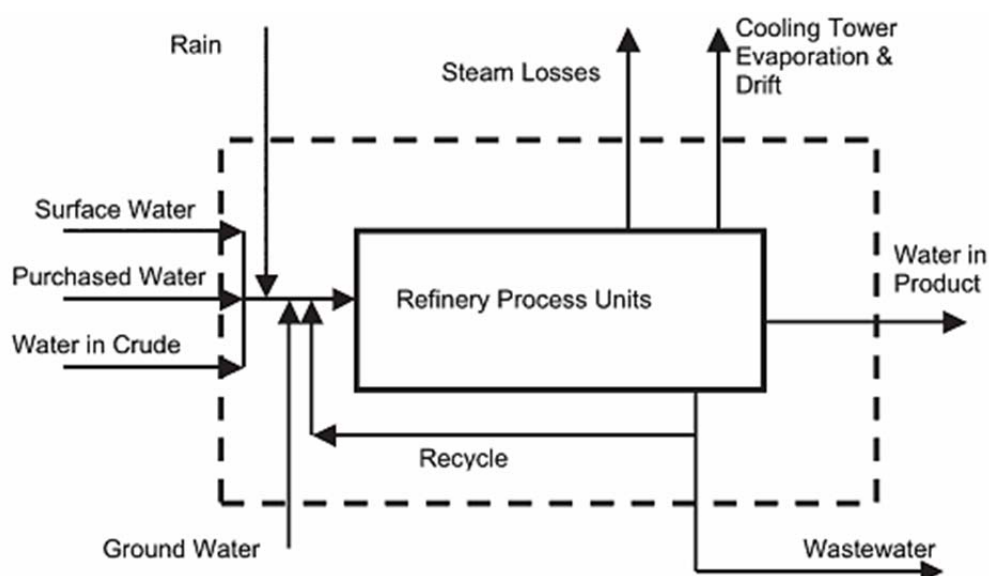 Rain
Steam Losses
Cooling Tower
Evaporation &
Drift
Surface Water
Purchased Water
Water in Crude
Refinery Process Units
Water in
Product
Recycle
Ground Water
Wastewater